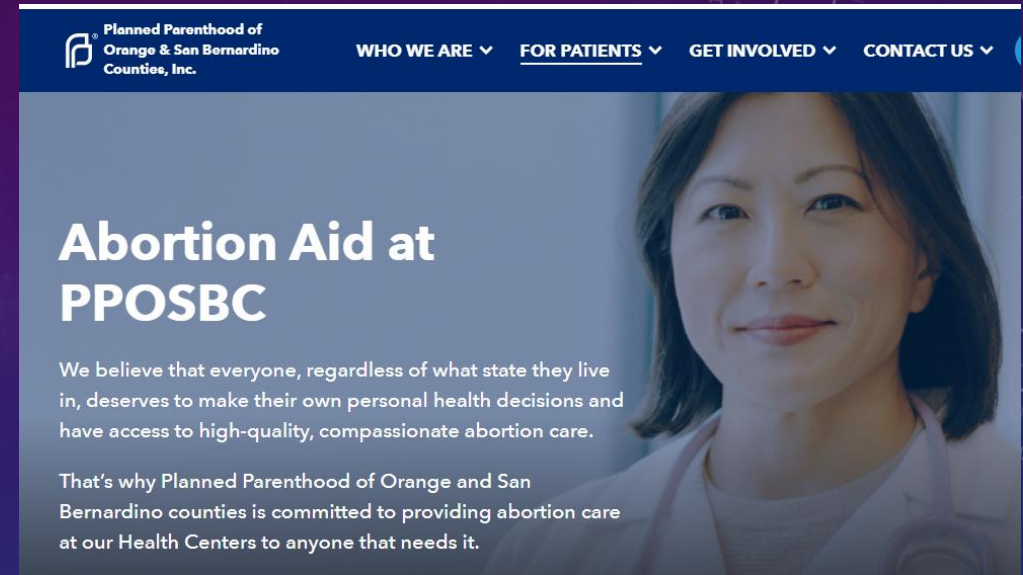 Planned Parenthood of
Orange & San Bernardino
Counties, Inc.
WHO WE ARE
FOR PATIENTS
GET INVOLVED
CONTACT US
Abortion Aid at
PPOSBC
We believe that everyone, regardless of what state they live
in, deserves to make their own personal health decisions and
have access to high-quality, compassionate abortion care.
That’s why Planned Parenthood of Orange and San
Bernardino counties is committed to providing abortion care
at our Health Centers to anyone that needs it.